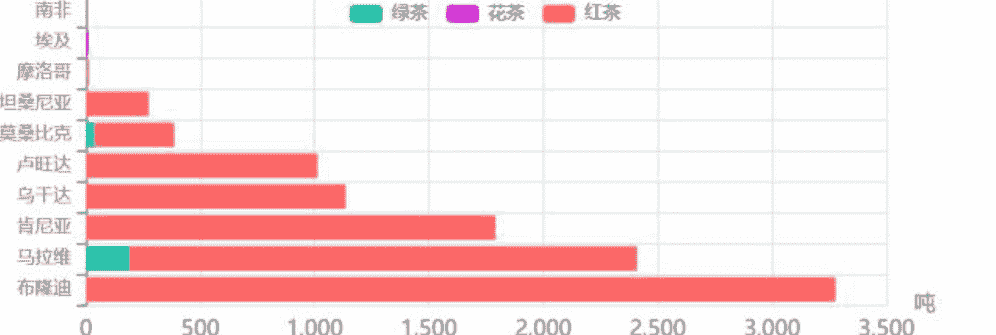 绿茶 花茶 红茶
南非
埃及
摩洛哥
坦桑尼亚
莫桑比克
卢旺达
乌干达
肯尼亚
马拉维
布隆迪
吨
0 500 1,000 1,500 2,000 2,500 3,000 3,500